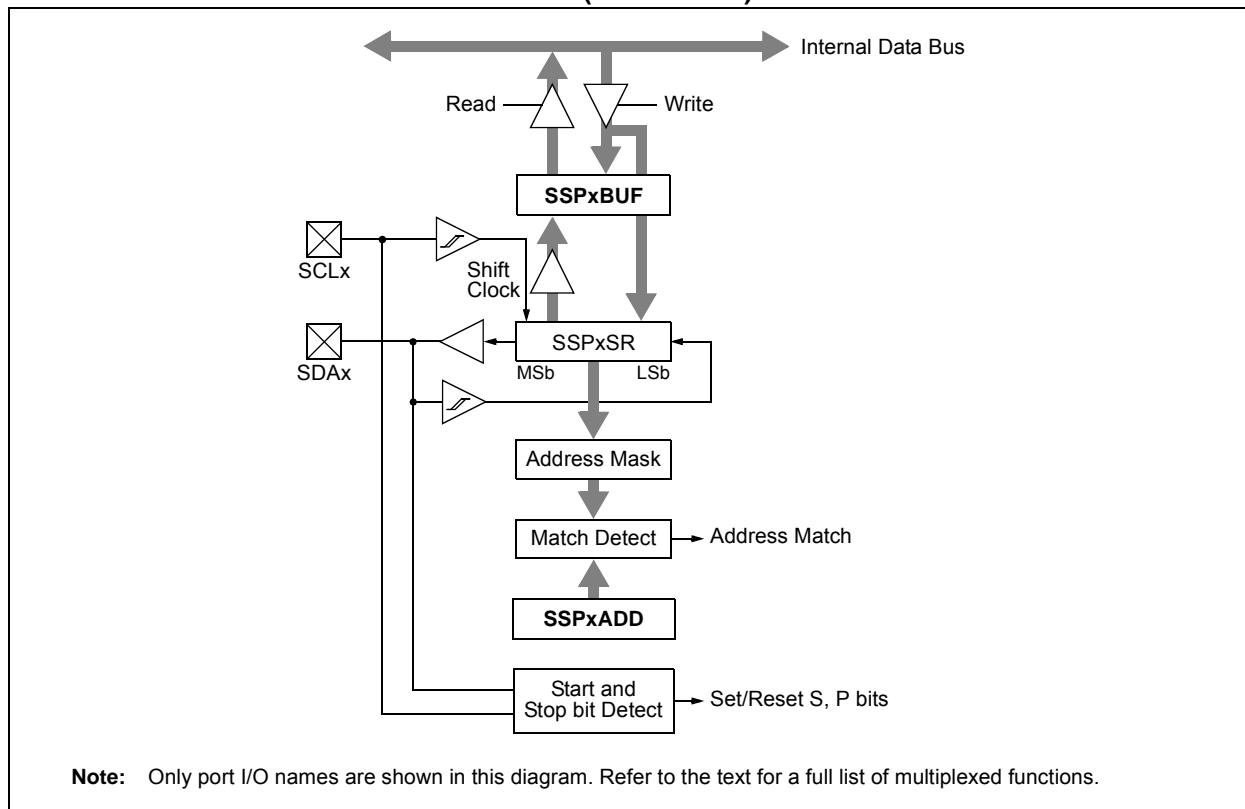 Internal Data Bus
Read
Write
SSPxBUF
SCLx
Shift
Clock
SSPxSR
SDAx
MSb
LSb
Address Mask
Match Detect
Address Match
SSPxADD
Start and
Stop bit Detect
Set/Reset S, P bits
Note: Only port I/O names are shown in this diagram. Refer to the text for a full list of multiplexed functions.